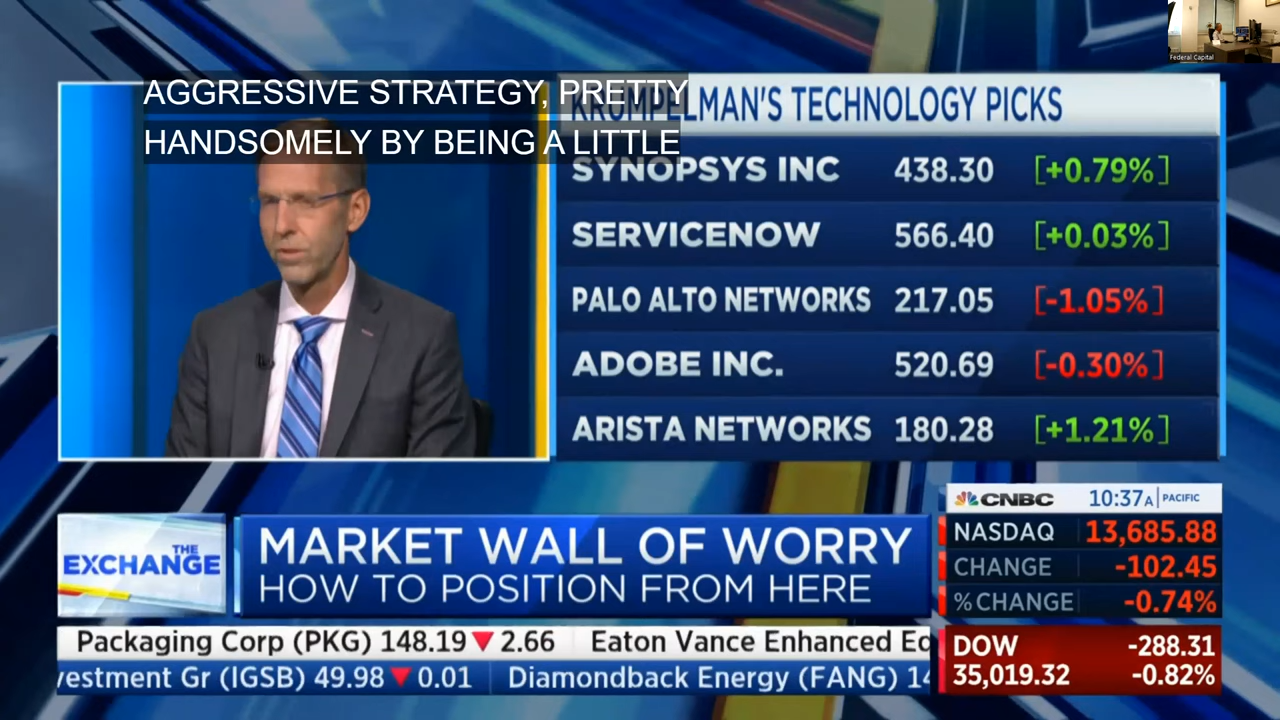 Federal Capital
AGGRESSIVE STRATEGY, PRETTY
HANDSOMELY BY BEING A LITTLE
KRUMPELMAN'S TECHNOLOGY PICKS
SYNOPSYS INC 438.30 [+0.79%]
SERVICENOW 566.40 [+0.03%]
PALO ALTO NETWORKS 217.05 [-1.05%]
ADOBE INC. 520.69 [-0.30%]
ARISTA NETWORKS 180.28 [+1.21%]
CNBC 10:37A PACIFIC
NASDAQ 13,685.88
CHANGE -102.45
% CHANGE -0.74%
THE
EXCHANGE
MARKET WALL OF WORRY
HOW TO POSITION FROM HERE
Packaging Corp (PKG) 148.19▼2.66 Eaton Vance Enhanced Eq
vestment Gr (IGSB) 49.98▼0.01 Diamondback Energy (FANG) 14
DOW -288.31
35,019.32 -0.82%